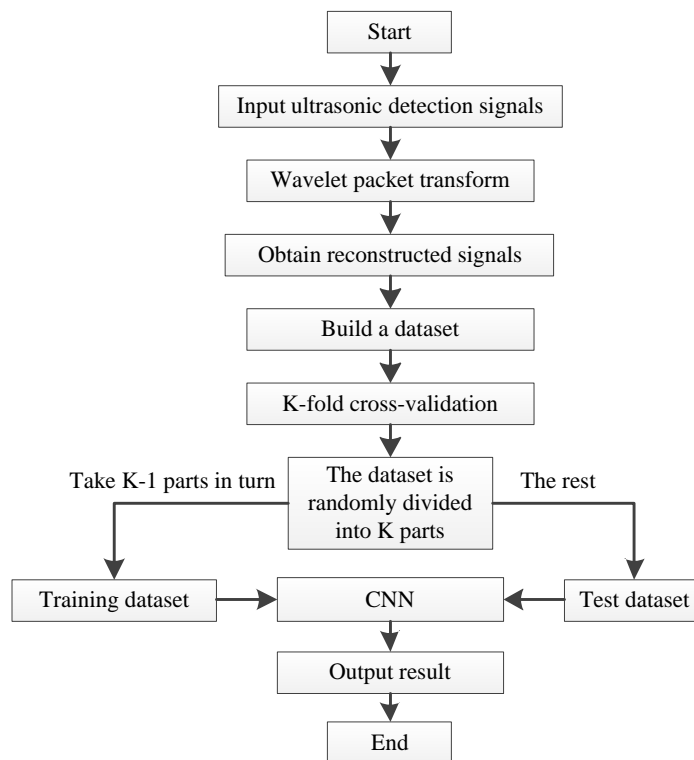 Start
Input ultrasonic detection signals
Wavelet packet transform
Obtain reconstructed signals
Build a dataset
K-fold cross-validation
Take K-1 parts in turn
The dataset is
randomly divided
into K parts
The rest
Training dataset
CNN
Test dataset
Output result
End